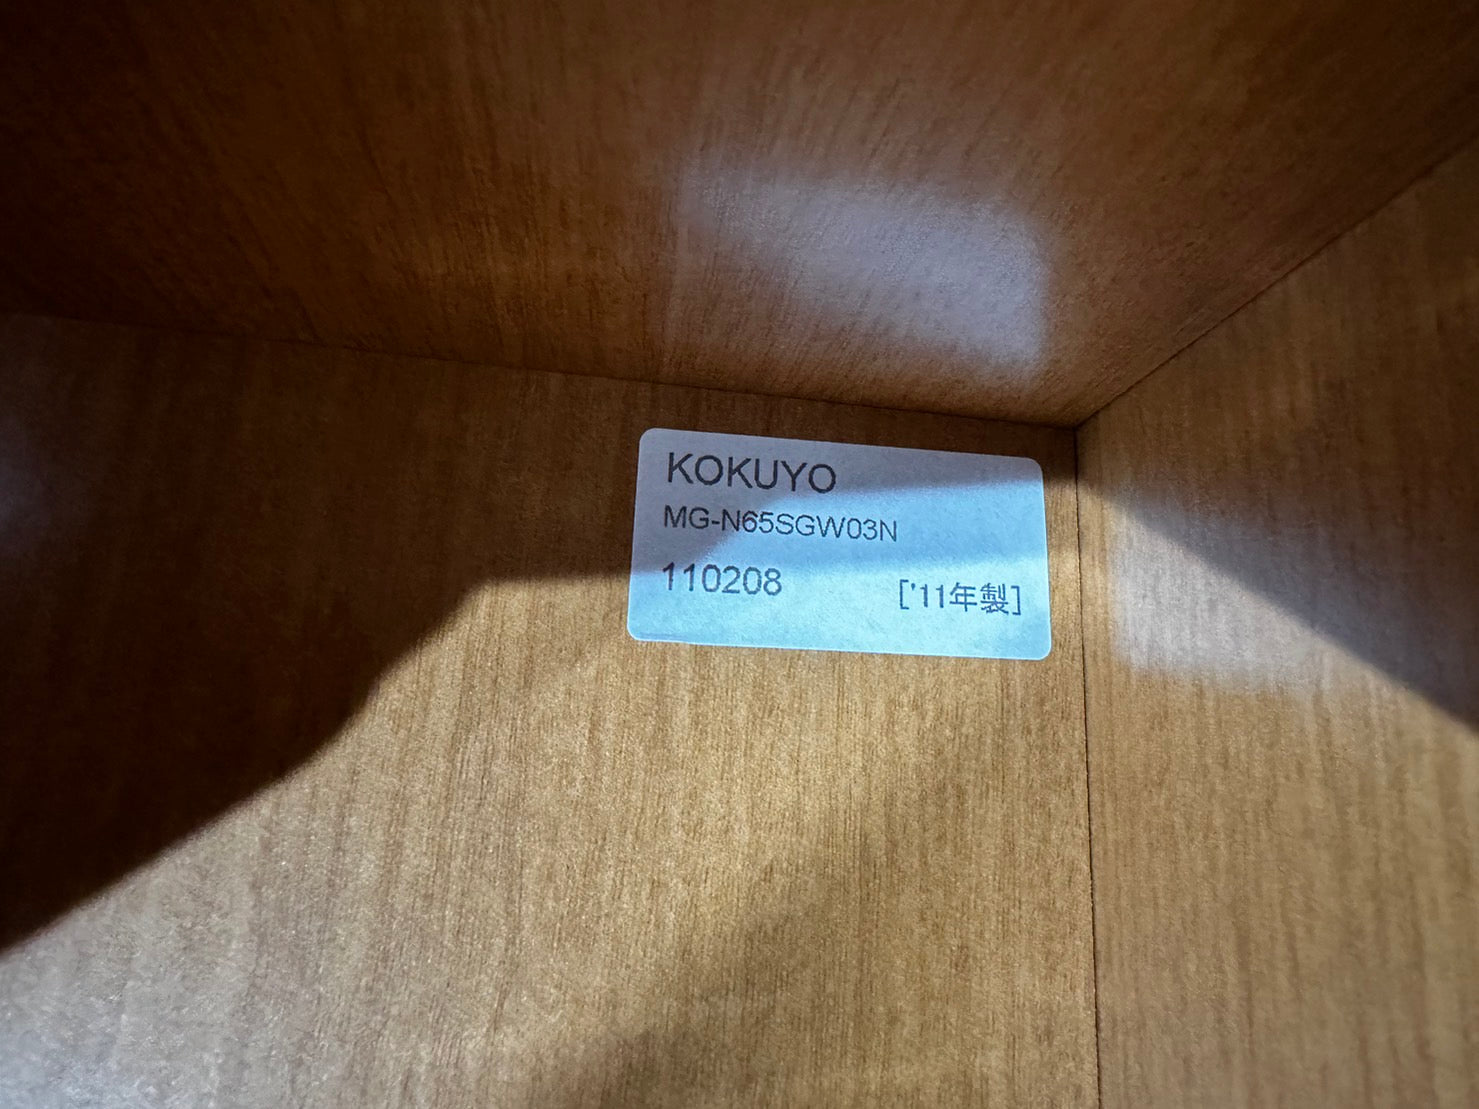 KOKUYO
MG-N65SGW03N
110208 ['11年製]